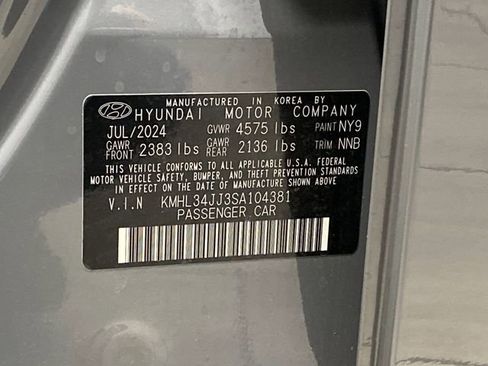 MANUFACTURED IN KOREA BY
HYUNDAI MOTOR COMPANY
JUL/2024 GVWR 4575 lbs PAINT NY9
GAWR FRONT 2383 lbs GAWR REAR 2136 lbs TRIM NNB
THIS VEHICLE CONFORMS TO ALL APPLICABLE U.S.A. FEDERAL
MOTOR VEHICLE SAFETY, BUMPER, AND THEFT PREVENTION STANDARDS
IN EFFECT ON THE DATE OF MANUFACTURE SHOWN ABOVE.
V.I.N KMHL34JJ3SA104381
PASSENGER CAR